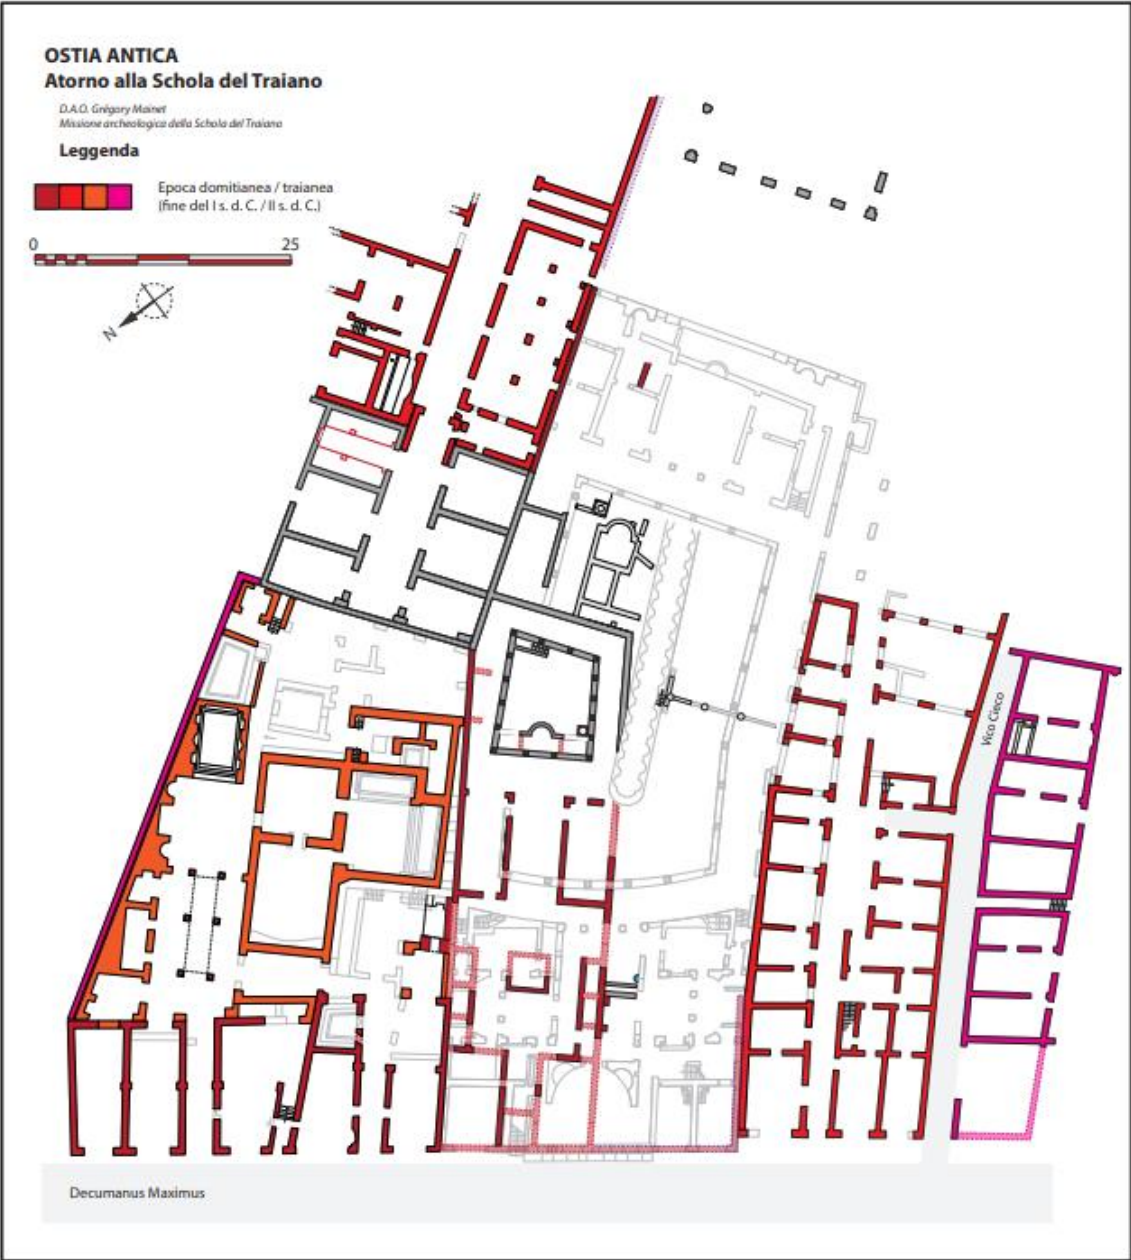 OSTIA ANTICA
Atorno alla Schola del Traiano
D.A.O. Grégory Mainet
Missione archeologica della Schola del Traiano
Leggenda
Epoca domitianea / traianea
(fine del I s. d. C. / II s. d. C.)
0 25
N
Vico Cieco
Decumanus Maximus